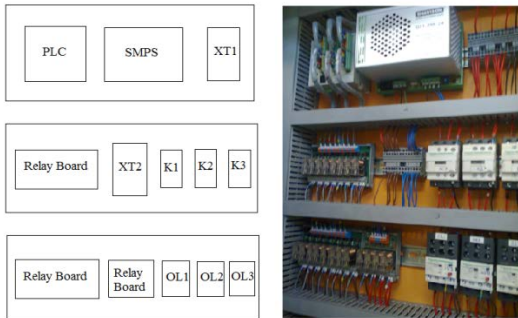 PLC
SMPS
XT1
Relay Board
XT2
K1
K2
K3
Relay Board
Relay
Board
OL1
OL2
OL3